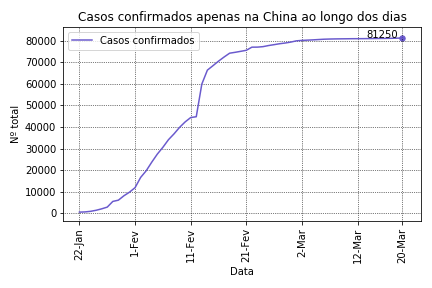 Casos confirmados apenas na China ao longo dos dias
Casos confirmados
81250
80000
70000
60000
50000
40000
30000
20000
10000
0
Nº total
22-Jan
1-Fev
11-Fev
21-Fev
2-Mar
12-Mar
20-Mar
Data